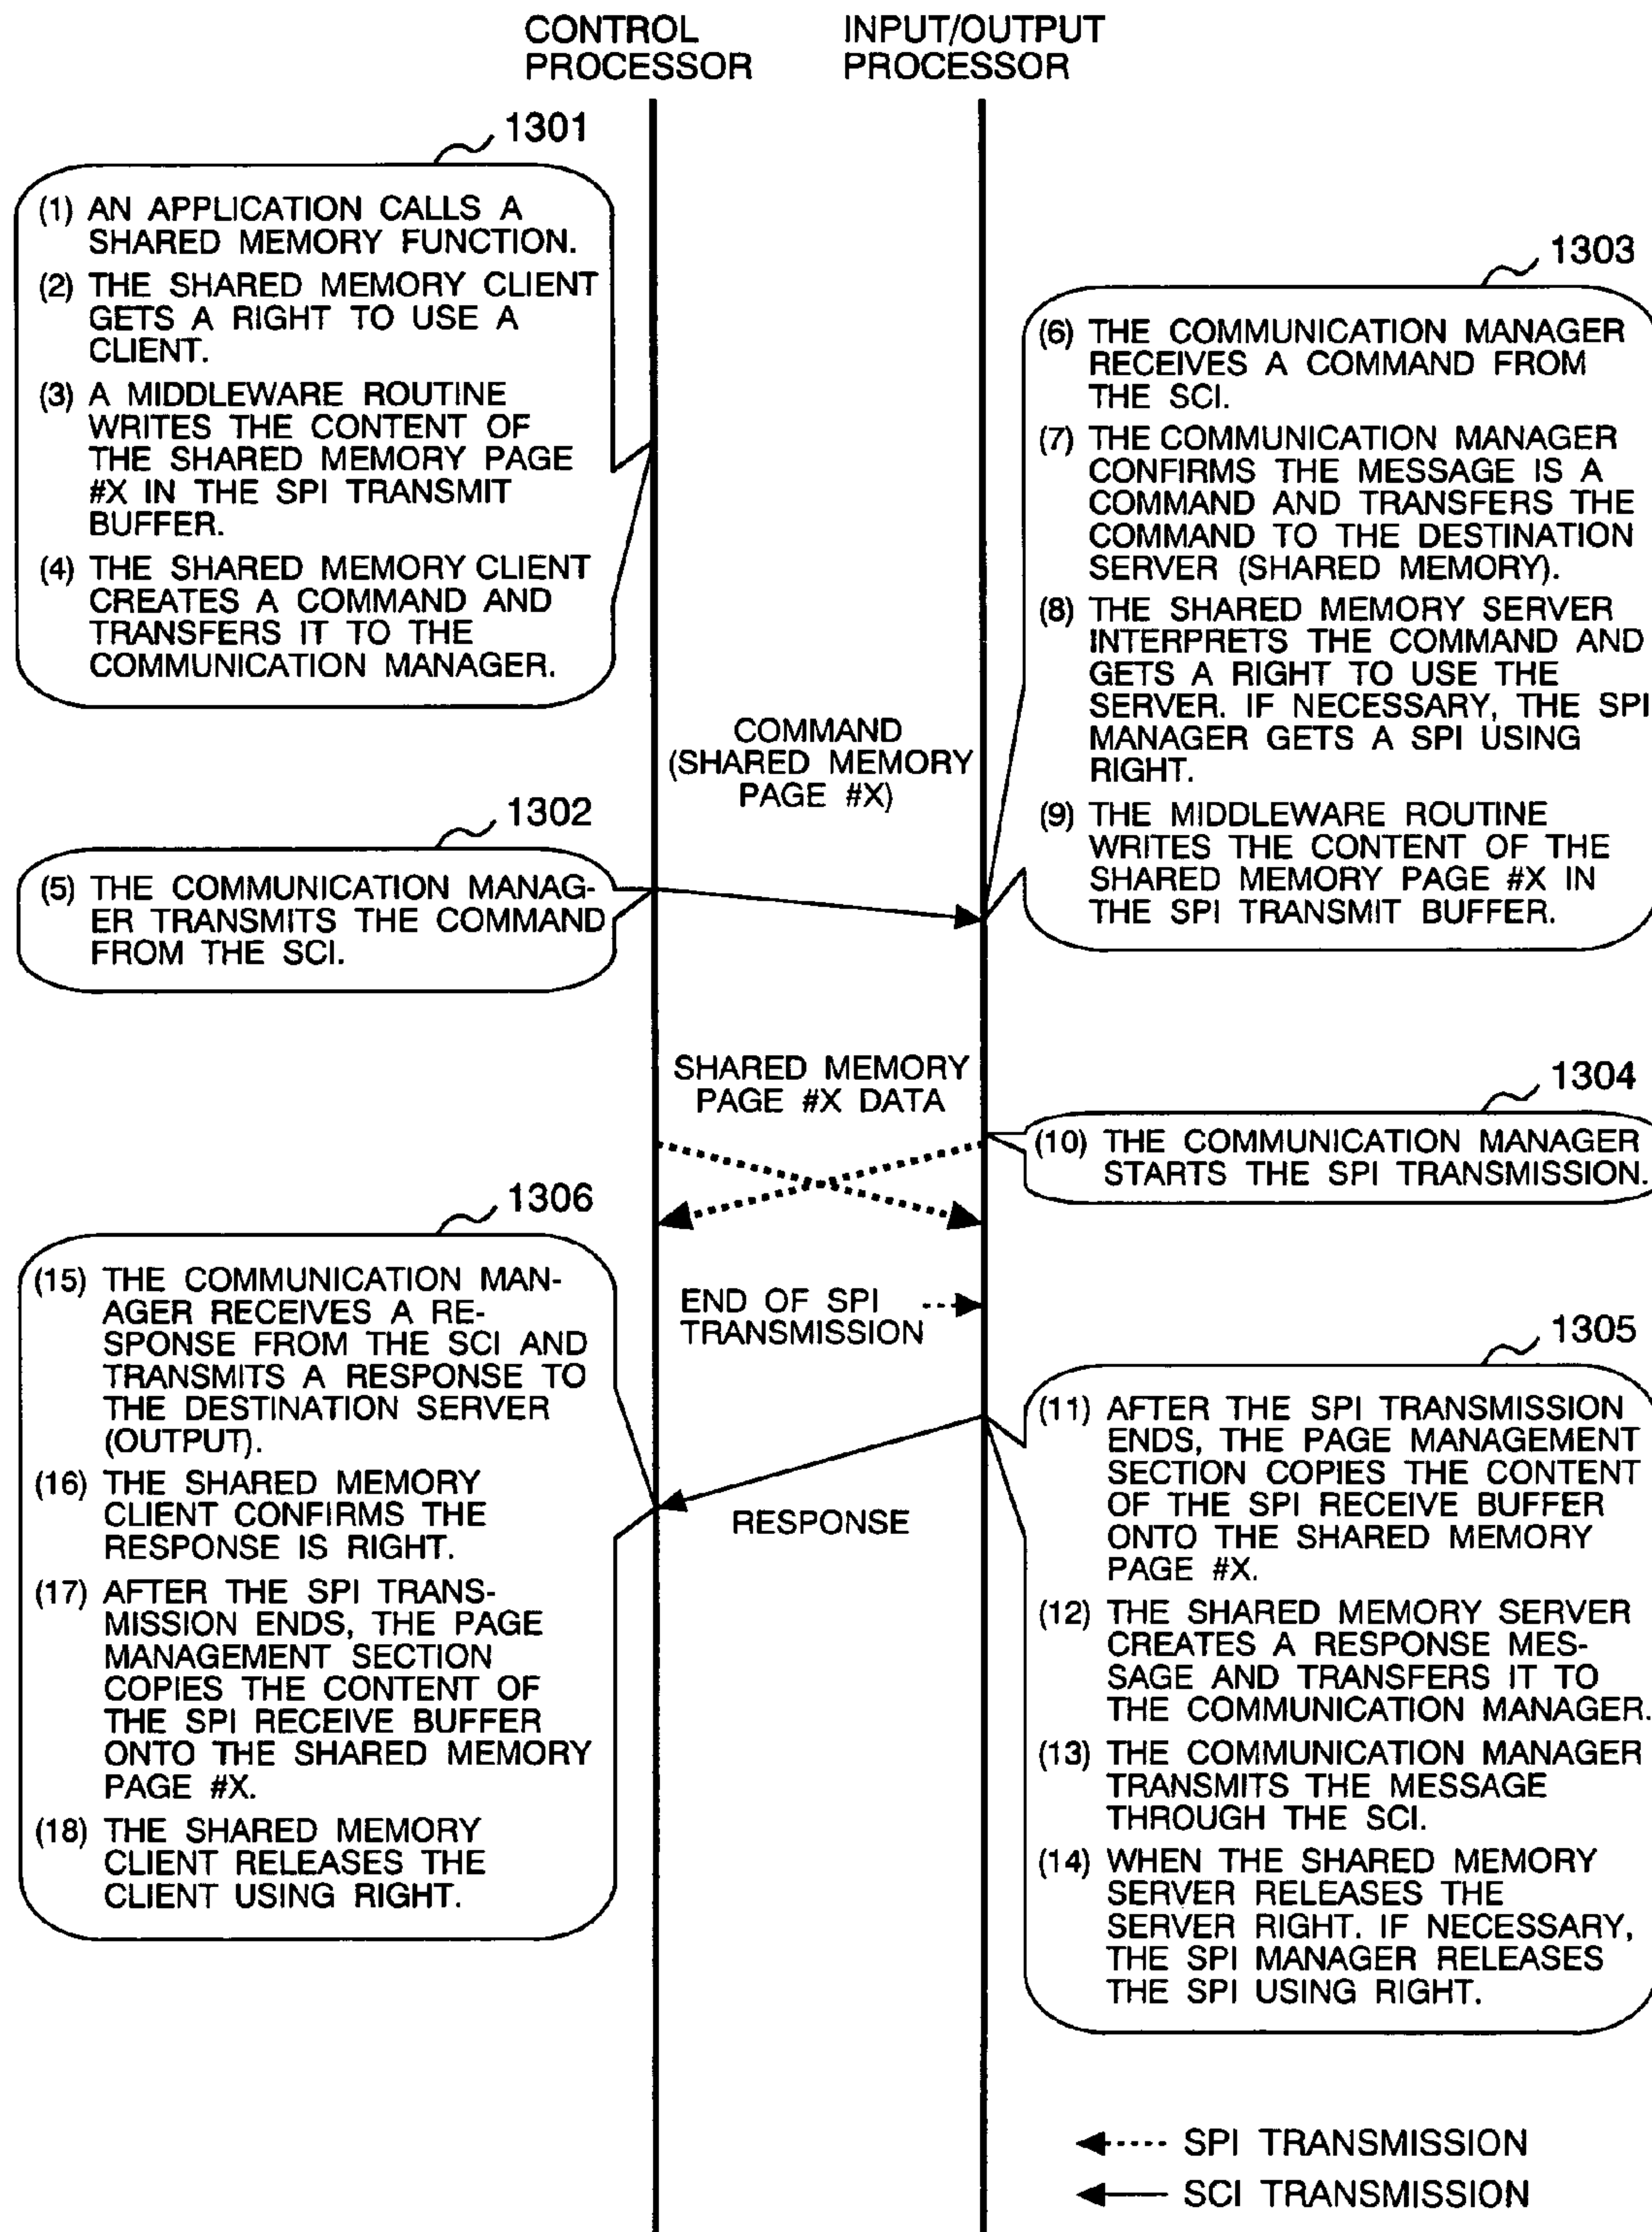 CONTROL
PROCESSOR
INPUT/OUTPUT
PROCESSOR
1301
(1) AN APPLICATION CALLS A
SHARED MEMORY FUNCTION.
(2) THE SHARED MEMORY CLIENT
GETS A RIGHT TO USE A
CLIENT.
(3) A MIDDLEWARE ROUTINE
WRITES THE CONTENT OF
THE SHARED MEMORY PAGE
#X IN THE SPI TRANSMIT
BUFFER.
(4) THE SHARED MEMORY CLIENT
CREATES A COMMAND AND
TRANSFERS IT TO THE
COMMUNICATION MANAGER.
1303
(6) THE COMMUNICATION MANAGER
RECEIVES A COMMAND FROM
THE SCI.
(7) THE COMMUNICATION MANAGER
CONFIRMS THE MESSAGE IS A
COMMAND AND TRANSFERS THE
COMMAND TO THE DESTINATION
SERVER (SHARED MEMORY).
(8) THE SHARED MEMORY SERVER
INTERPRETS THE COMMAND AND
GETS A RIGHT TO USE THE
SERVER. IF NECESSARY, THE SPI
MANAGER GETS A SPI USING
RIGHT.
(9) THE MIDDLEWARE ROUTINE
WRITES THE CONTENT OF THE
SHARED MEMORY PAGE #X IN
THE SPI TRANSMIT BUFFER.
COMMAND
(SHARED MEMORY
PAGE #X)
1302
(5) THE COMMUNICATION MANAG-
ER TRANSMITS THE COMMAND
FROM THE SCI.
SHARED MEMORY
PAGE #X DATA
1304
(10) THE COMMUNICATION MANAGER
STARTS THE SPI TRANSMISSION.
1306
(15) THE COMMUNICATION MAN-
AGER RECEIVES A RE-
SPONSE FROM THE SCI AND
TRANSMITS A RESPONSE TO
THE DESTINATION SERVER
(OUTPUT).
(16) THE SHARED MEMORY
CLIENT CONFIRMS THE
RESPONSE IS RIGHT.
(17) AFTER THE SPI TRANS-
MISSION ENDS, THE PAGE
MANAGEMENT SECTION
COPIES THE CONTENT OF
THE SPI RECEIVE BUFFER
ONTO THE SHARED MEMORY
PAGE #X.
(18) THE SHARED MEMORY
CLIENT RELEASES THE
CLIENT USING RIGHT.
END OF SPI
TRANSMISSION
RESPONSE
1305
(11) AFTER THE SPI TRANSMISSION
ENDS, THE PAGE MANAGEMENT
SECTION COPIES THE CONTENT
OF THE SPI RECEIVE BUFFER
ONTO THE SHARED MEMORY
PAGE #X.
(12) THE SHARED MEMORY SERVER
CREATES A RESPONSE MES-
SAGE AND TRANSFERS IT TO
THE COMMUNICATION MANAGER.
(13) THE COMMUNICATION MANAGER
TRANSMITS THE MESSAGE
THROUGH THE SCI.
(14) WHEN THE SHARED MEMORY
SERVER RELEASES THE
SERVER RIGHT. IF NECESSARY,
THE SPI MANAGER RELEASES
THE SPI USING RIGHT.
SPI TRANSMISSION
SCI TRANSMISSION